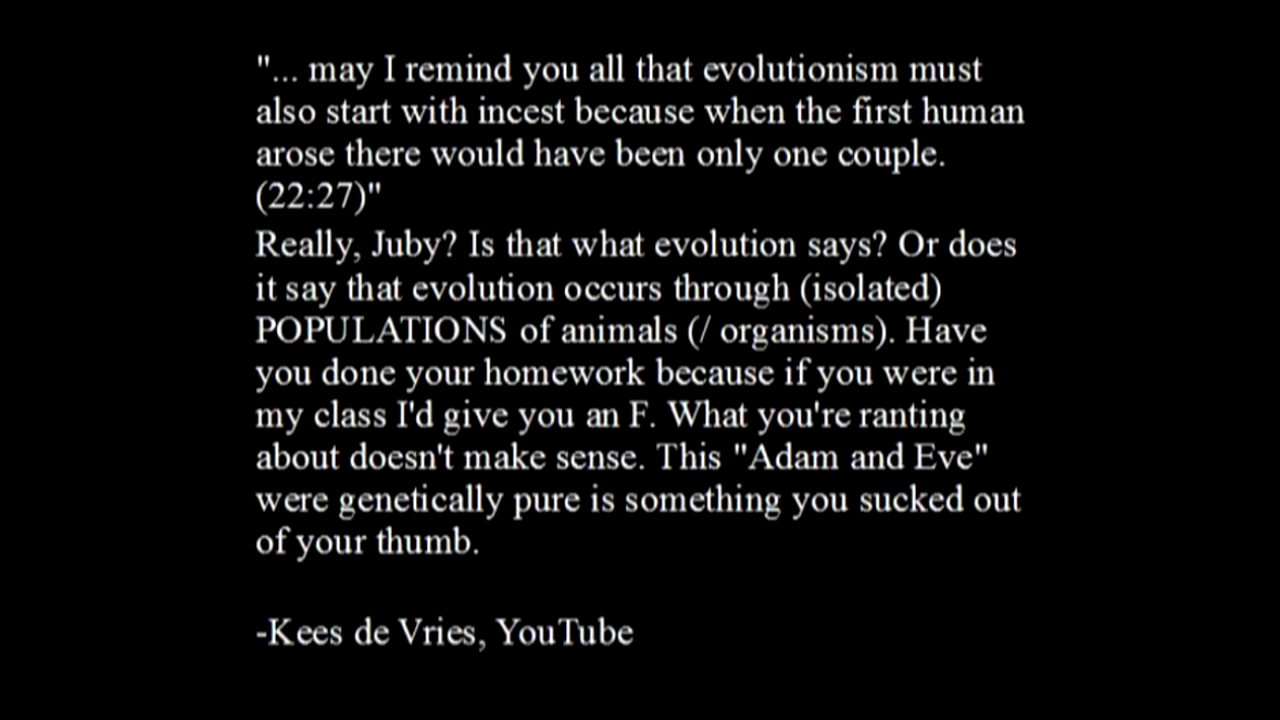 "... may I remind you all that evolutionism must
also start with incest because when the first human
arose there would have been only one couple.
(22:27)"
Really, Juby? Is that what evolution says? Or does
it say that evolution occurs through (isolated)
POPULATIONS of animals (/ organisms). Have
you done your homework because if you were in
my class I'd give you an F. What you're ranting
about doesn't make sense. This "Adam and Eve"
were genetically pure is something you sucked out
of your thumb.
-Kees de Vries, YouTube